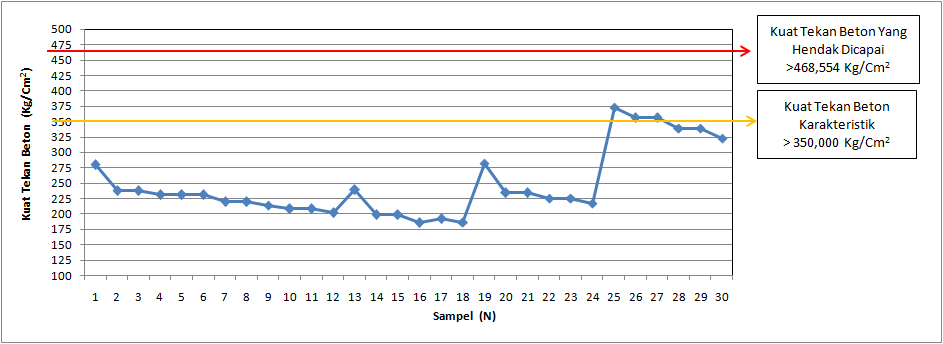 Kuat Tekan Beton (Kg/Cm²)
500
475
450
425
400
375
350
325
300
275
250
225
200
175
150
125
100
1 2 3 4 5 6 7 8 9 10 11 12 13 14 15 16 17 18 19 20 21 22 23 24 25 26 27 28 29 30
Sampel (N)
Kuat Tekan Beton Yang
Hendak Dicapai
>468,554 Kg/Cm²
Kuat Tekan Beton
Karakteristik
> 350,000 Kg/Cm²